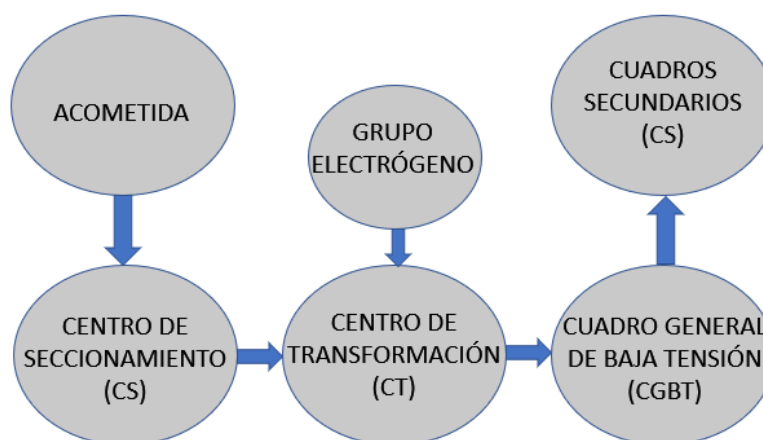 ACOMETIDA
GRUPO
ELECTRÓGENO
CUADROS
SECUNDARIOS
(CS)
CENTRO DE
SECCIONAMIENTO
(CS)
CENTRO DE
TRANSFORMACIÓN
(CT)
CUADRO GENERAL
DE BAJA TENSIÓN
(CGBT)